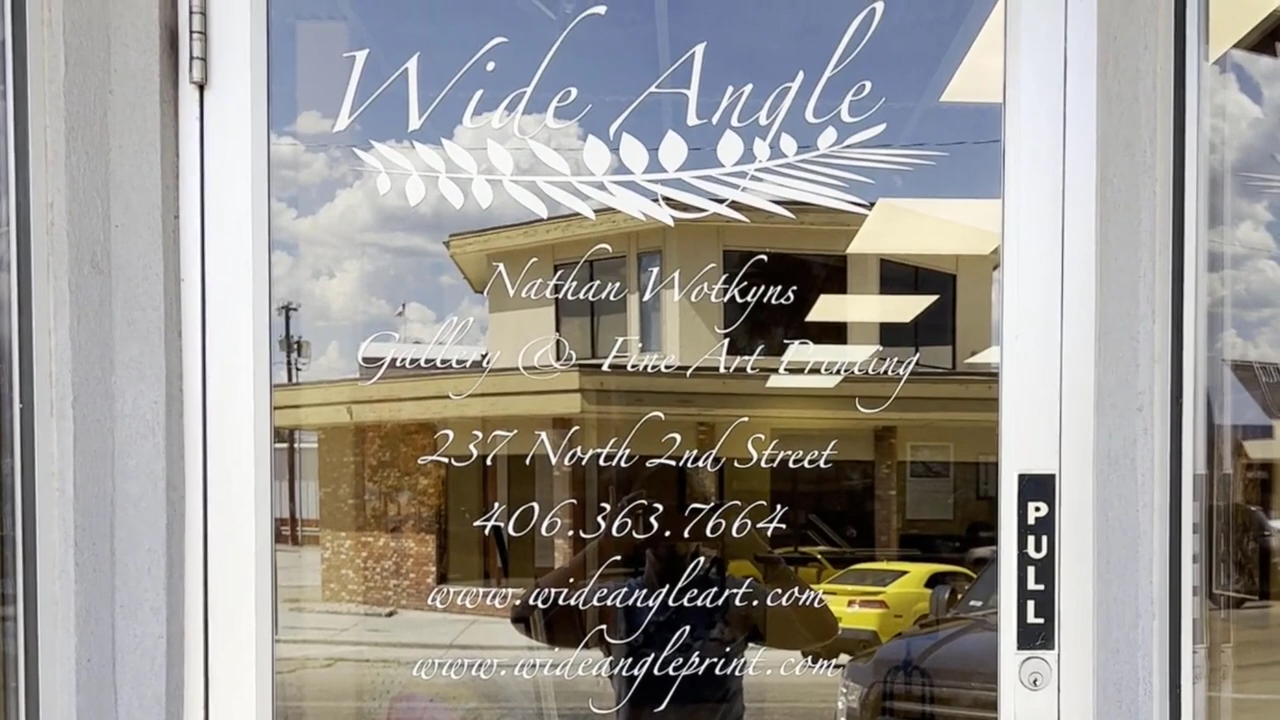 Wide Angle
Nathan Wotkyns
Gallery & Fine Art Printing
237 North 2nd Street
406.363.7664
www.wideangleart.com
www.wideangleprint.com
PULL